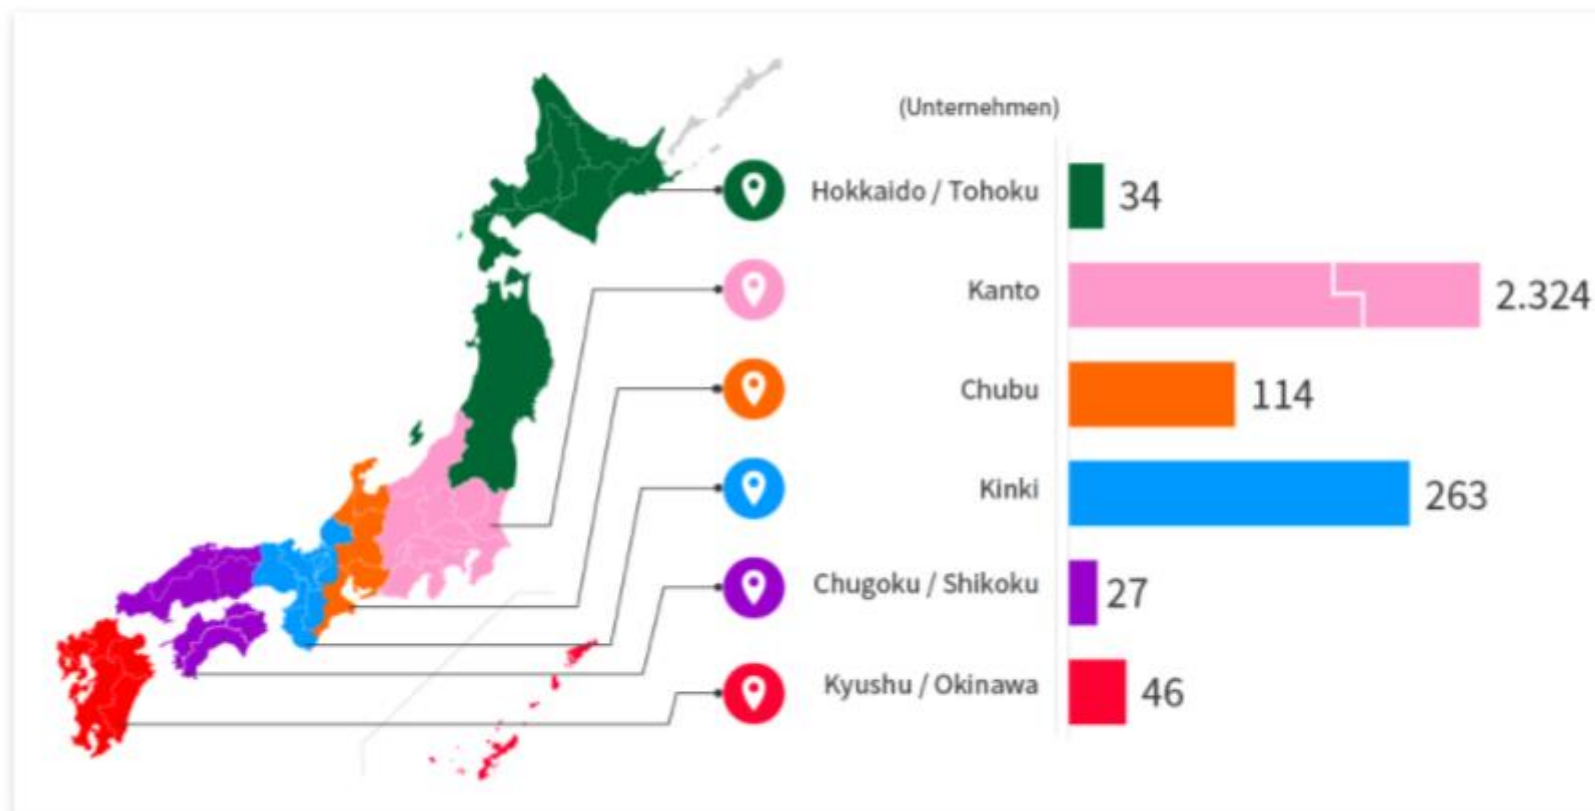 (Unternehmen)
Hokkaido / Tohoku 34
Kanto 2.324
Chubu 114
Kinki 263
Chugoku / Shikoku 27
Kyushu / Okinawa 46